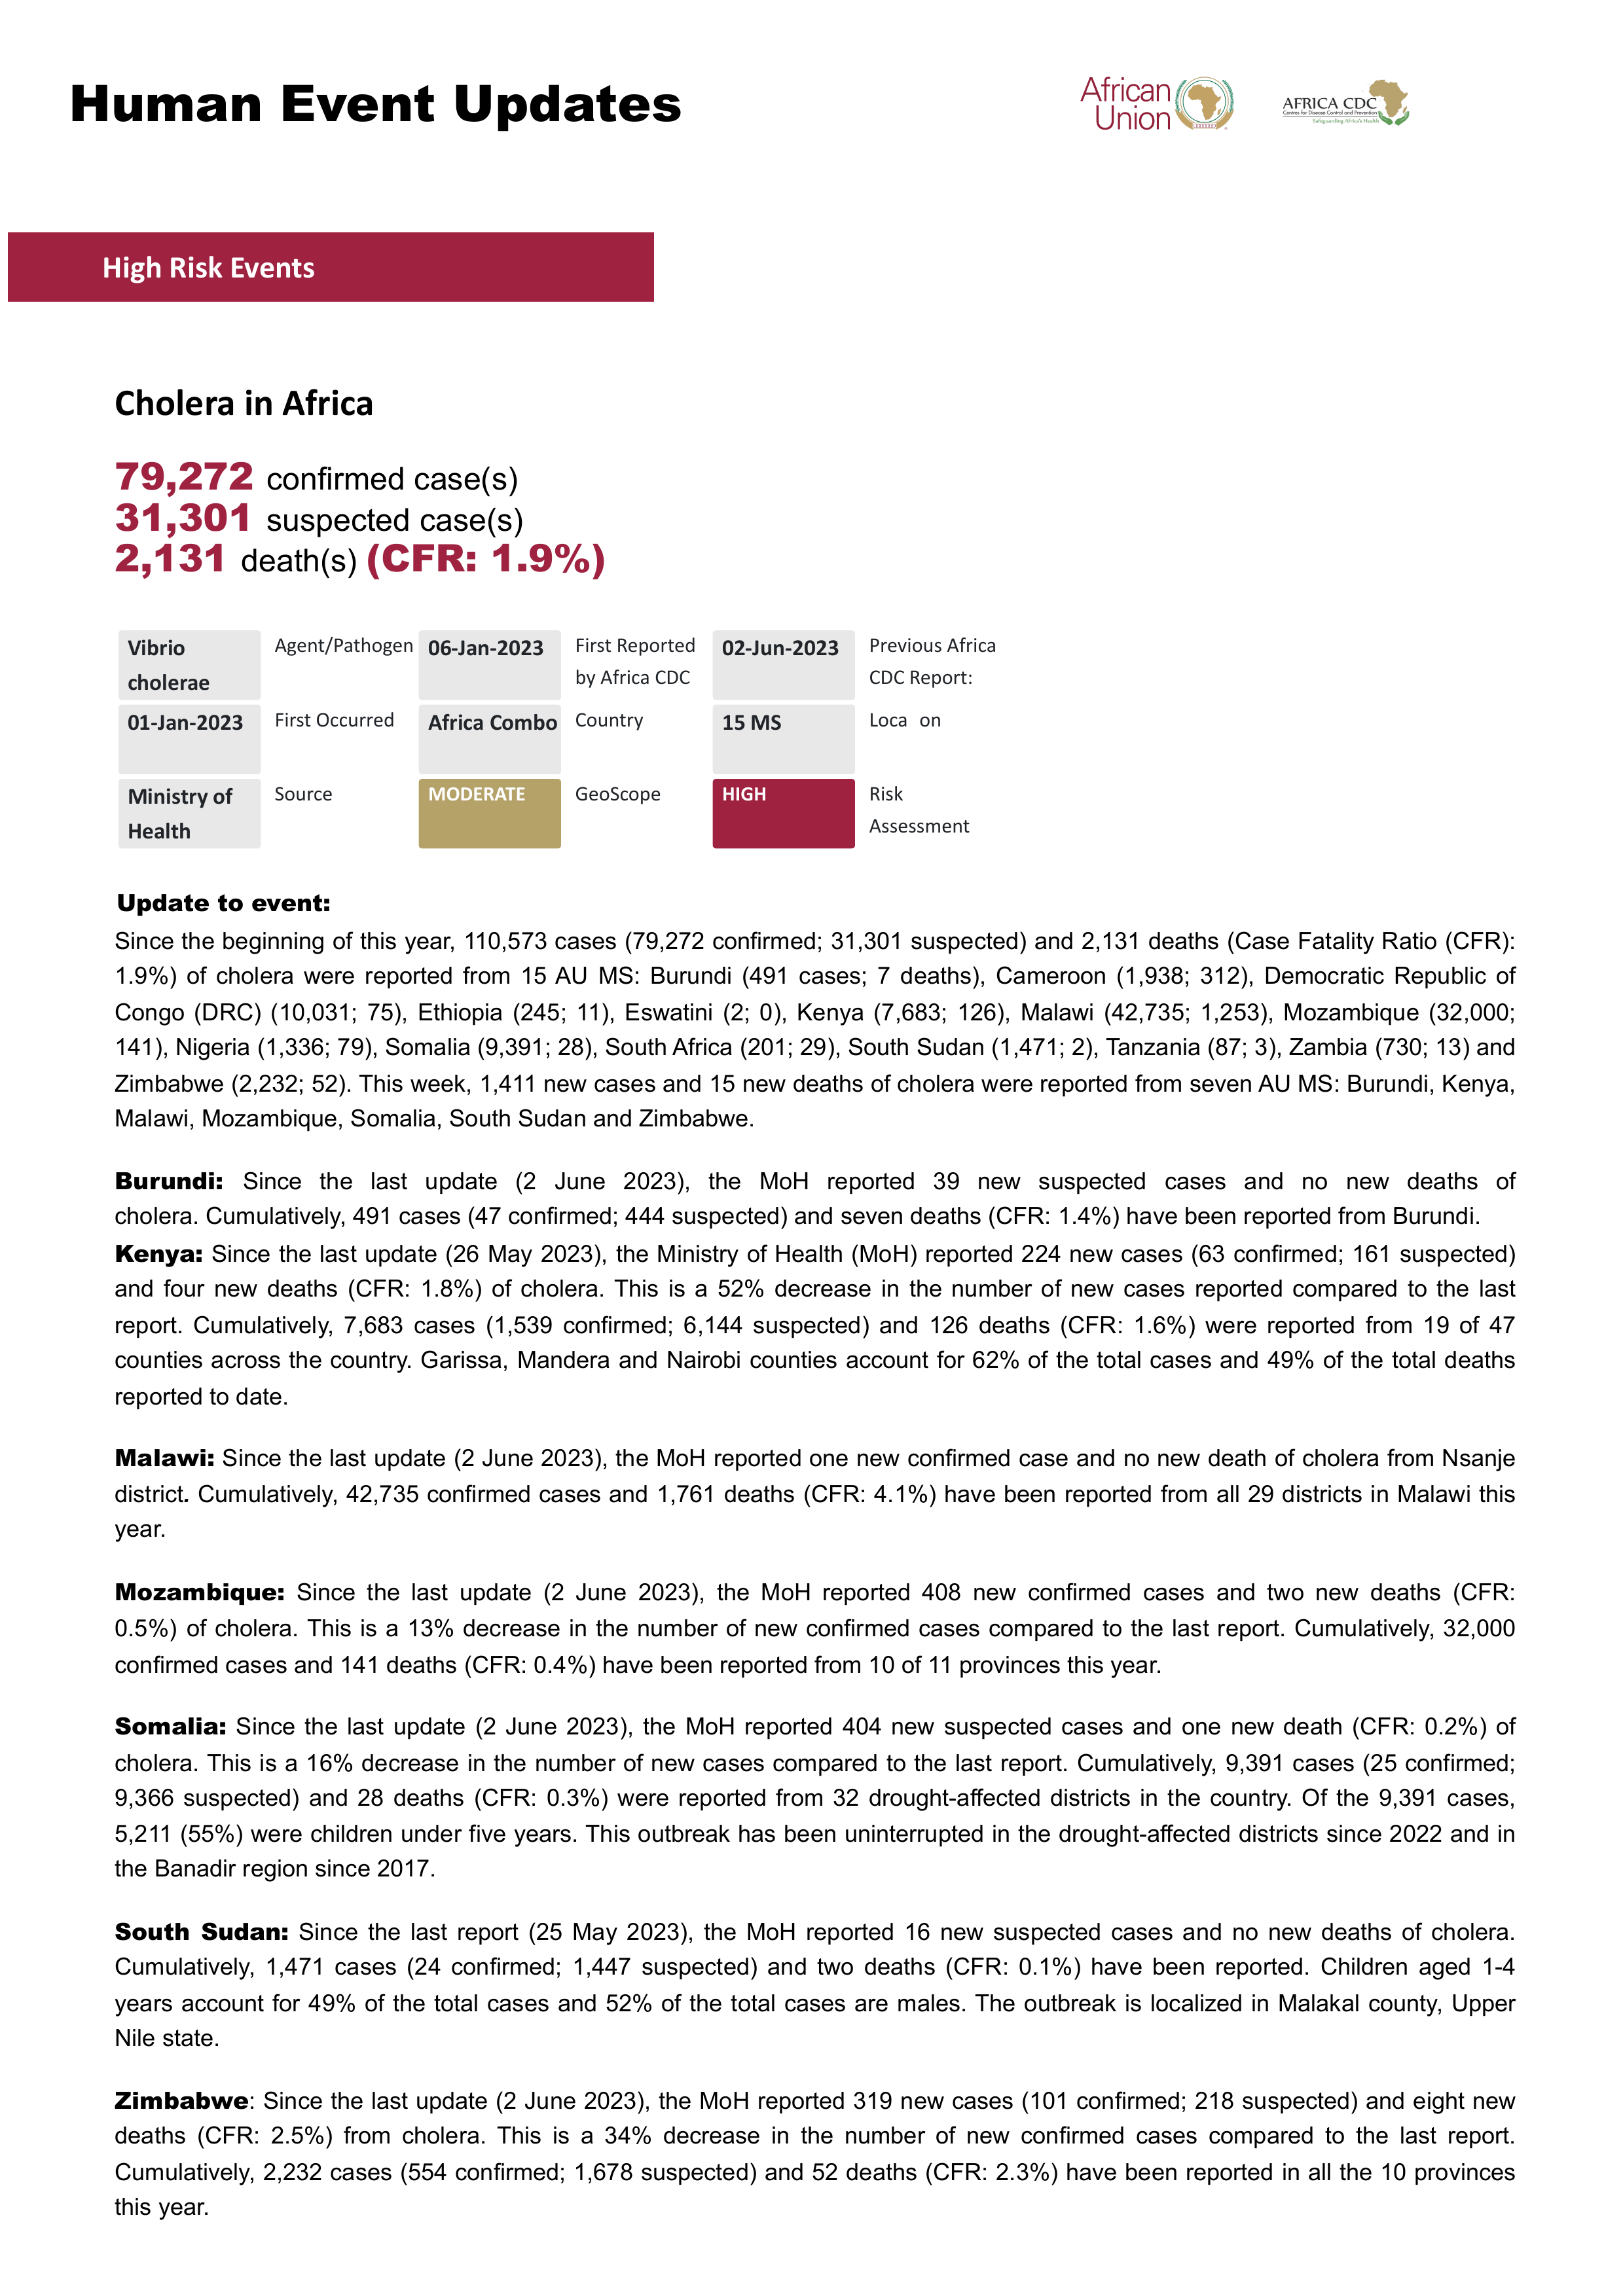 Human Event Updates
African
Union
AFRICA CDC
Centres for Disease Control and Prevention
Safeguarding Africa's Health
High Risk Events
Cholera in Africa
79,272 confirmed case(s)
31,301 suspected case(s)
2,131 death(s) (CFR: 1.9%)
Vibrio
cholerae
Agent/Pathogen
06-Jan-2023
First Reported
by Africa CDC
02-Jun-2023
Previous Africa
CDC Report:
01-Jan-2023
First Occurred
Africa Combo
Country
15 MS
Loca on
Ministry of
Health
Source
MODERATE
GeoScope
HIGH
Risk
Assessment
Update to event:
Since the beginning of this year, 110,573 cases (79,272 confirmed; 31,301 suspected) and 2,131 deaths (Case Fatality Ratio (CFR):
1.9%) of cholera were reported from 15 AU MS: Burundi (491 cases; 7 deaths), Cameroon (1,938; 312), Democratic Republic of
Congo (DRC) (10,031; 75), Ethiopia (245; 11), Eswatini (2; 0), Kenya (7,683; 126), Malawi (42,735; 1,253), Mozambique (32,000;
141), Nigeria (1,336; 79), Somalia (9,391; 28), South Africa (201; 29), South Sudan (1,471; 2), Tanzania (87; 3), Zambia (730; 13) and
Zimbabwe (2,232; 52). This week, 1,411 new cases and 15 new deaths of cholera were reported from seven AU MS: Burundi, Kenya,
Malawi, Mozambique, Somalia, South Sudan and Zimbabwe.
Burundi: Since the last update (2 June 2023), the MoH reported 39 new suspected cases and no new deaths of
cholera. Cumulatively, 491 cases (47 confirmed; 444 suspected) and seven deaths (CFR: 1.4%) have been reported from Burundi.
Kenya: Since the last update (26 May 2023), the Ministry of Health (MoH) reported 224 new cases (63 confirmed; 161 suspected)
and four new deaths (CFR: 1.8%) of cholera. This is a 52% decrease in the number of new cases reported compared to the last
report. Cumulatively, 7,683 cases (1,539 confirmed; 6,144 suspected) and 126 deaths (CFR: 1.6%) were reported from 19 of 47
counties across the country. Garissa, Mandera and Nairobi counties account for 62% of the total cases and 49% of the total deaths
reported to date.
Malawi: Since the last update (2 June 2023), the MoH reported one new confirmed case and no new death of cholera from Nsanje
district. Cumulatively, 42,735 confirmed cases and 1,761 deaths (CFR: 4.1%) have been reported from all 29 districts in Malawi this
year.
Mozambique: Since the last update (2 June 2023), the MoH reported 408 new confirmed cases and two new deaths (CFR:
0.5%) of cholera. This is a 13% decrease in the number of new confirmed cases compared to the last report. Cumulatively, 32,000
confirmed cases and 141 deaths (CFR: 0.4%) have been reported from 10 of 11 provinces this year.
Somalia: Since the last update (2 June 2023), the MoH reported 404 new suspected cases and one new death (CFR: 0.2%) of
cholera. This is a 16% decrease in the number of new cases compared to the last report. Cumulatively, 9,391 cases (25 confirmed;
9,366 suspected) and 28 deaths (CFR: 0.3%) were reported from 32 drought-affected districts in the country. Of the 9,391 cases,
5,211 (55%) were children under five years. This outbreak has been uninterrupted in the drought-affected districts since 2022 and in
the Banadir region since 2017.
South Sudan: Since the last report (25 May 2023), the MoH reported 16 new suspected cases and no new deaths of cholera.
Cumulatively, 1,471 cases (24 confirmed; 1,447 suspected) and two deaths (CFR: 0.1%) have been reported. Children aged 1-4
years account for 49% of the total cases and 52% of the total cases are males. The outbreak is localized in Malakal county, Upper
Nile state.
Zimbabwe: Since the last update (2 June 2023), the MoH reported 319 new cases (101 confirmed; 218 suspected) and eight new
deaths (CFR: 2.5%) from cholera. This is a 34% decrease in the number of new confirmed cases compared to the last report.
Cumulatively, 2,232 cases (554 confirmed; 1,678 suspected) and 52 deaths (CFR: 2.3%) have been reported in all the 10 provinces
this year.